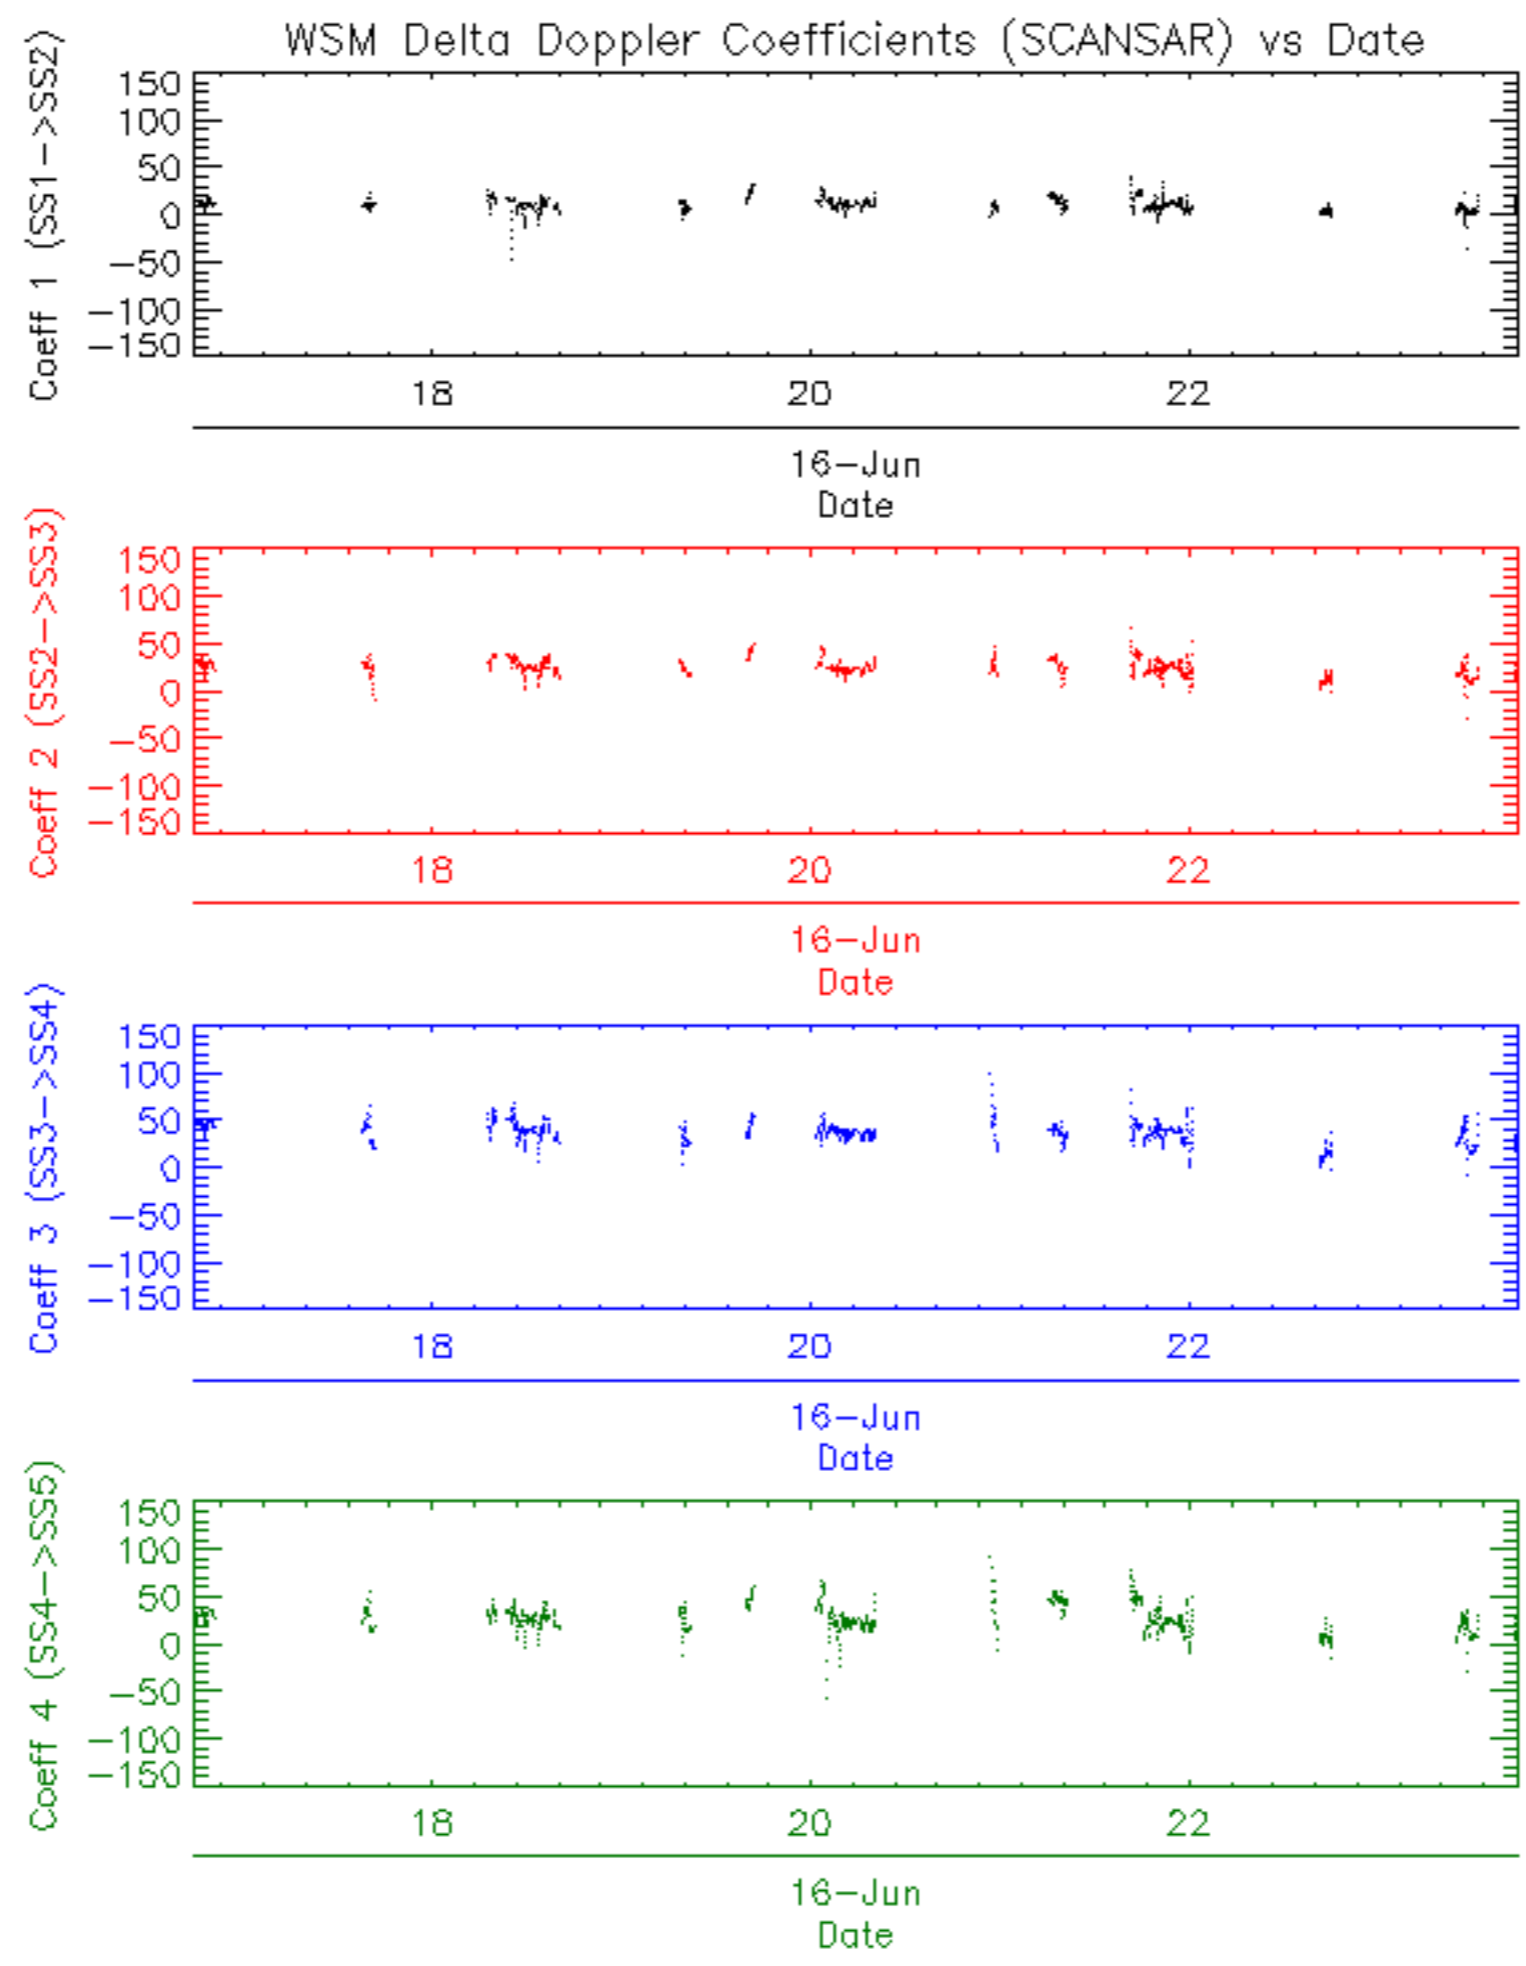 WSM Delta Doppler Coefficients (SCANSAR) vs Date
Coeff 1 (SS1->SS2)
150
100
50
0
-50
-100
-150
18 20 22
16-Jun
Date
Coeff 2 (SS2->SS3)
150
100
50
0
-50
-100
-150
18 20 22
16-Jun
Date
Coeff 3 (SS3->SS4)
150
100
50
0
-50
-100
-150
18 20 22
16-Jun
Date
Coeff 4 (SS4->SS5)
150
100
50
0
-50
-100
-150
18 20 22
16-Jun
Date